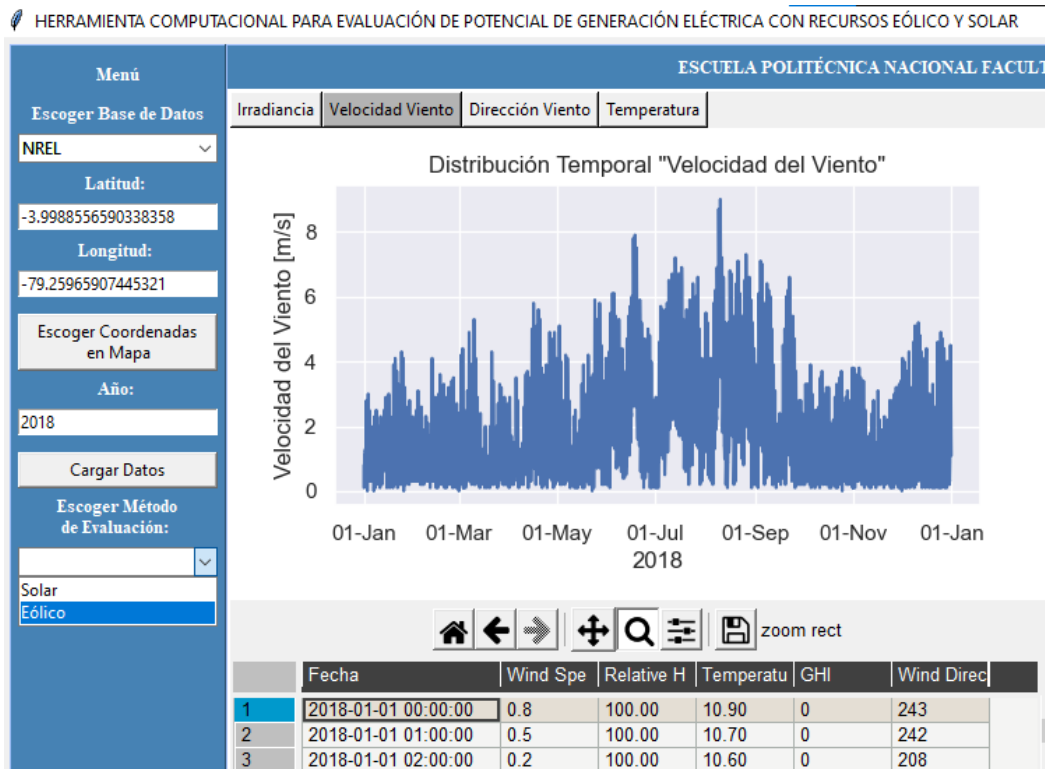 HERRAMIENTA COMPUTACIONAL PARA EVALUACIÓN DE POTENCIAL DE GENERACIÓN ELÉCTRICA CON RECURSOS EÓLICO Y SOLAR
Menú
Escoger Base de Datos
NREL
Latitud:
-3.9988556590338358
Longitud:
-79.25965907445321
Escoger Coordenadas
en Mapa
Año:
2018
Cargar Datos
Escoger Método
de Evaluación:
Solar
Eólico
ESCUELA POLITÉCNICA NACIONAL FACULT
Irradiancia Velocidad Viento Dirección Viento Temperatura
Distribución Temporal "Velocidad del Viento"
Velocidad del Viento [m/s]
8
6
4
2
0
01-Jan 01-Mar 01-May 01-Jul 01-Sep 01-Nov 01-Jan
2018
zoom rect
Fecha Wind Spe Relative H Temperatu GHI Wind Direc
1 2018-01-01 00:00:00 0.8 100.00 10.90 0 243
2 2018-01-01 01:00:00 0.5 100.00 10.70 0 242
3 2018-01-01 02:00:00 0.2 100.00 10.60 0 208